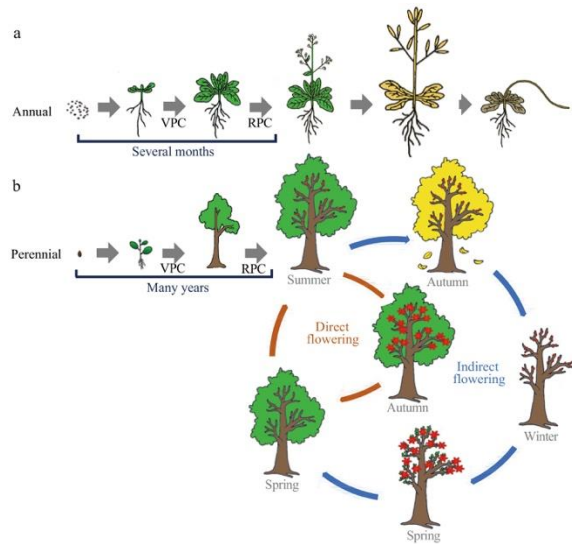 a
Annual
VPC
RPC
Several months
b
Perennial
VPC
RPC
Many years
Summer
Autumn
Direct
flowering
Indirect
flowering
Autumn
Winter
Spring
Spring